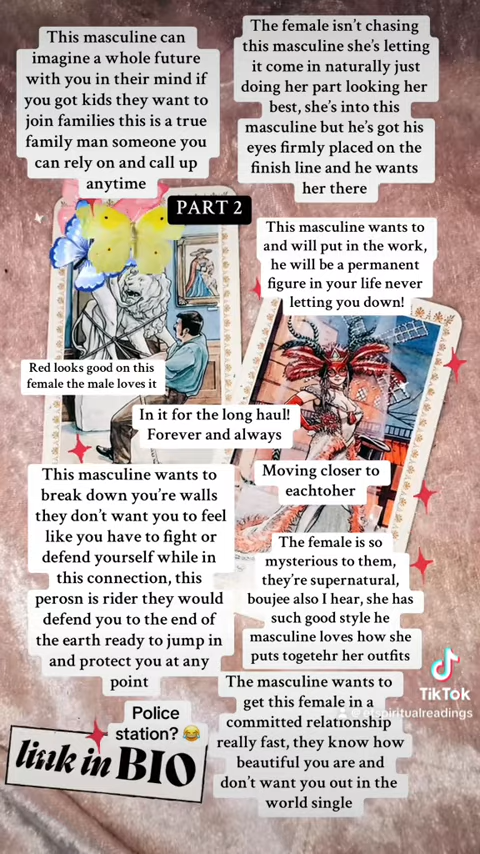 This masculine can
imagine a whole future
with you in their mind if
you got kids they want to
join families this is a true
family man someone you
can rely on and call up
anytime
The female isn't chasing
this masculine she's letting
it come in naturally just
doing her part looking her
best, she's into this
masculine but he's got his
eyes firmly placed on the
finish line and he wants
her there
PART 2
This masculine wants to
and will put in the work,
he will be a permanent
figure in your life never
letting you down!
Red looks good on this
female the male loves it
In it for the long haul!
Forever and always
Moving closer to
eachtoher
This masculine wants to
break down you're walls
they don't want you to feel
like you have to fight or
defend yourself while in
this connection, this
perosn is rider they would
defend you to the end of
the earth ready to jump in
and protect you at any
point
The female is so
mysterious to them,
they're supernatural,
boujee also I hear, she has
such good style he
masculine loves how she
puts togetehr her outfits
TikTok
The masculine wants to
get this female in a
committed relationship
really fast, they know how
beautiful you are and
don't want you out in the
world single
Police
station? 😂
link in BIO